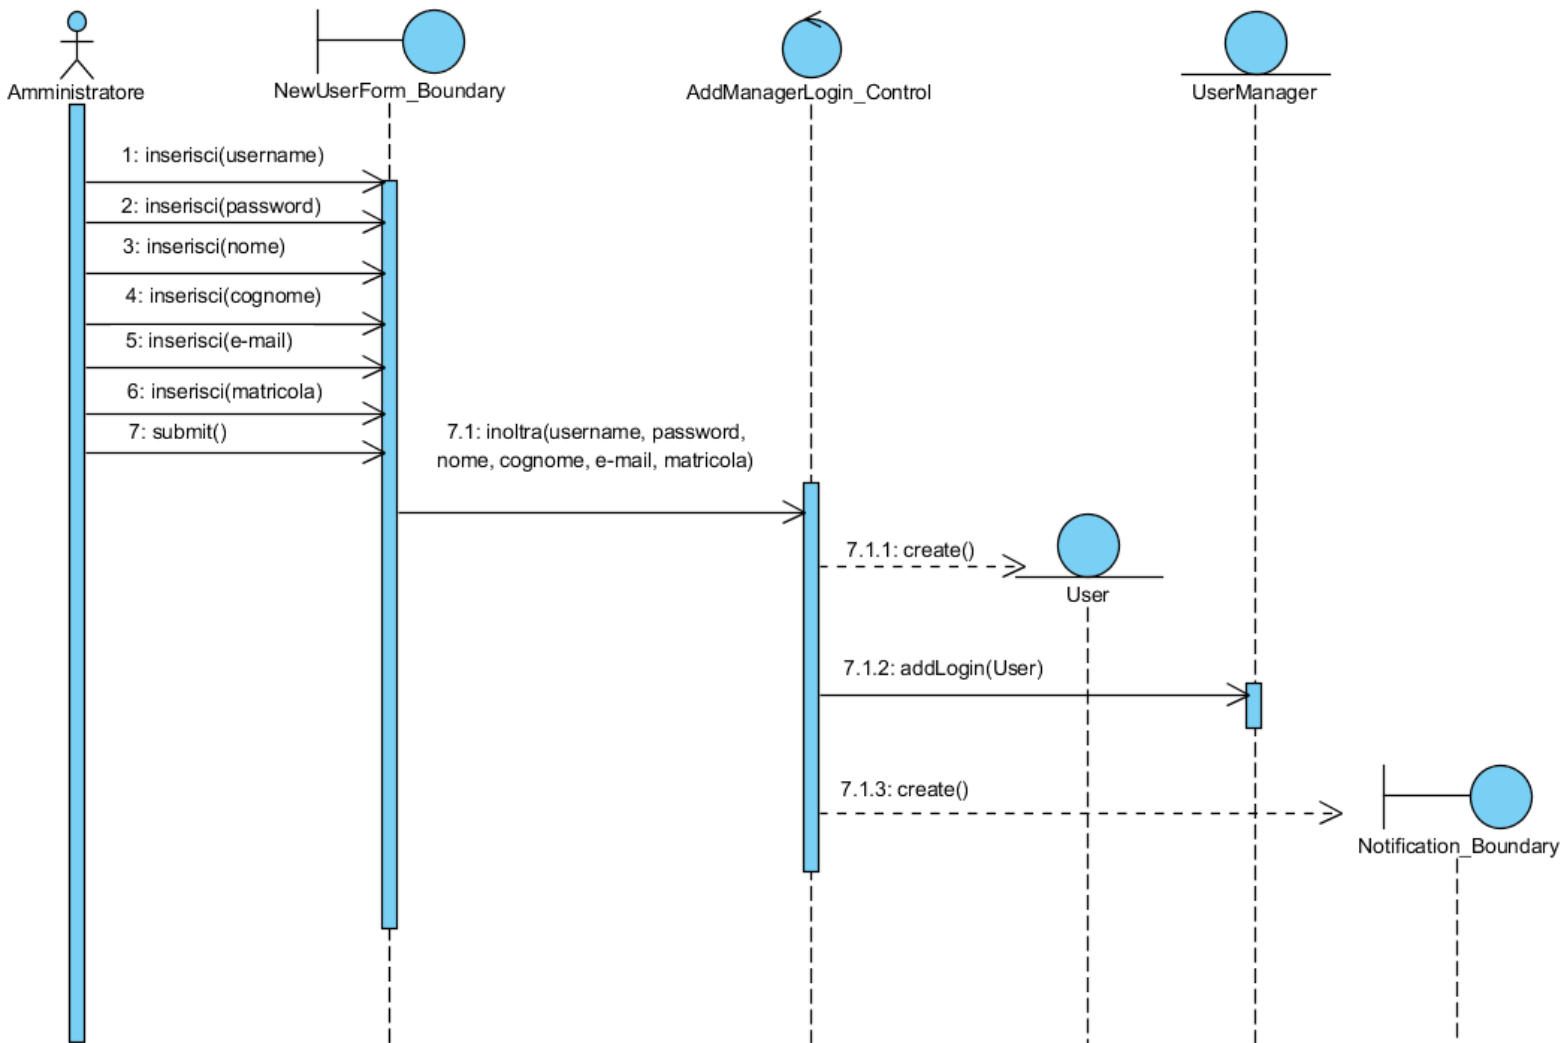 Amministratore
NewUserForm_Boundary
AddManagerLogin_Control
UserManager
1: inserisci(username)
2: inserisci(password)
3: inserisci(nome)
4: inserisci(cognome)
5: inserisci(e-mail)
6: inserisci(matricola)
7: submit()
7.1: inoltra(username, password,
nome, cognome, e-mail, matricola)
7.1.1: create()
User
7.1.2: addLogin(User)
7.1.3: create()
Notification_Boundary